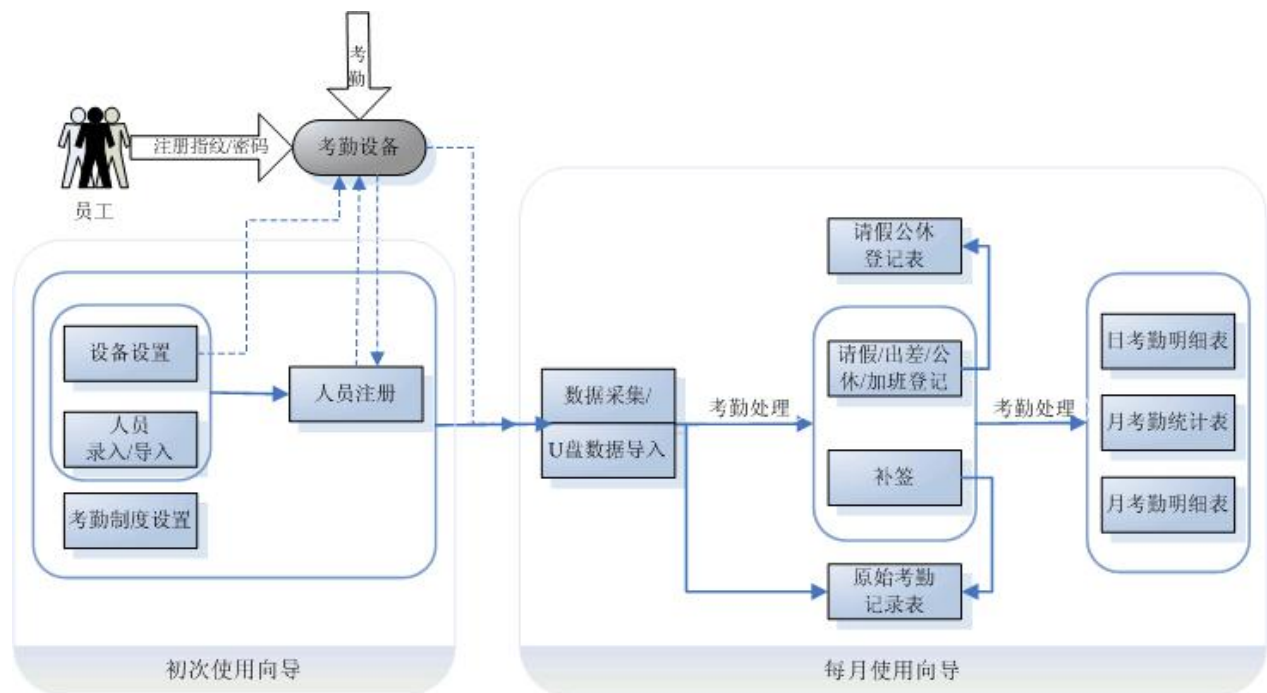 考
勤
注册指纹/密码
考勤设备
员工
设备设置
人员
录入/导入
考勤制度设置
人员注册
初次使用向导
数据采集/
U盘数据导入
考勤处理
请假公休
登记表
请假/出差/公
休/加班登记
补签
原始考勤
记录表
考勤处理
日考勤明细表
月考勤统计表
月考勤明细表
每月使用向导